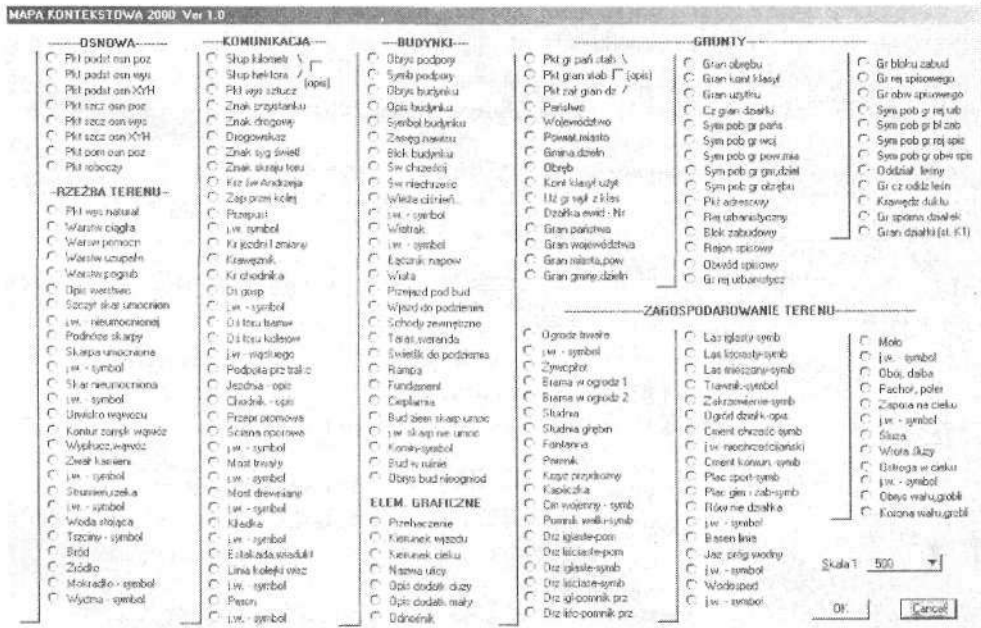 MAPA KONTEKSTOWA 2000 Ver 1.0
OSNOWA
Pkt podst osn poz
Pkt podst osn wys
Pkt podst osn XYH
Pkt szcz osn poz
Pkt szcz osn wys
Pkt szcz osn XYH
Pkt pom osn poz
Pkt roboczy
RZEŹBA TERENU
Pkt wys natural
Warstw ciągła
Warstw pomocn
Warstw uzupełn
Warstw pogrub
Opis warstwic
Szczyt skar umocnion
j.w. - nieumocnionej
Podnóże skarpy
Skarpa umocniona
j.w. - symbol
Skar nieumocniona
j.w. - symbol
Urwisko wąwozu
Kontur zamyk wąwóz
Wypłucz,wąwóz
Zwał kamieni
j.w. - symbol
Strumień,rzeka
j.w. - symbol
Woda stojąca
Trzciny - symbol
Bród
Źródło
Mokradło - symbol
Wydma - symbol
KOMUNIKACJA
Słup kilometr \
Słup hektora /
(opis)
Pkt wys sztucz
Znak przystanku
Znak drogowy
Drogowskaz
Znak syg świetl
Znak skraju toru
Krz św Andrzeja
Zap przej kolej
Przepust
j.w. symbol
Kr jezdni i zmiany
Krawężnik
Kr chodnika
Dr gosp
j.w. - symbol
Oś toru tramw
Oś toru kolejow
j.w - wąskiego
Podpora prz trakc
Jezdnia - opis
Chodnik - opis
Przepr promowa
Ściana oporowa
j.w. - symbol
Most trwały
j.w. - symbol
Most drewniany
j.w. - symbol
Kładka
j.w. - symbol
Estakada,wiadukt
Linia kolejki wisz
j.w. - symbol
Peron
j.w. - symbol
BUDYNKI
Obrys podpory
Symb podpory
Obrys budynku
Opis budynku
Symbol budynku
Zasięg nawisu
Blok budynku
Św chrześcij
Św niechrześc
Wieża ciśnień
j.w. - symbol
Wiatrak
j.w. - symbol
Łącznik napow
Wiata
Przejazd pod bud
Wjazd do podziemia
Schody zewnętrzne
Taras,weranda
Świetlik do podziemia
Rampa
Fundament
Cieplarnia
Bud ziem skarp umoc
j.w. skarp nie umoc
Komin-symbol
Bud w ruinie
Obrys bud nieogniod
ELEM. GRAFICZNE
Przehaczenie
Kierunek wjazdu
Kierunek cieku
Nazwa ulicy
Opis dodatk duży
Opis dodatk mały
Odnośnik
GRUNTY
Pkt gr pań stab \
Pkt gran stab (opis)
Pkt zał gran dz /
Państwo
Województwo
Powiat,miasto
Gmina,dzieln
Obręb
Kont klasyf użyt
Uż gr wył z klas
Działka ewid - Nr
Gran państwa
Gran województwa
Gran miasta,pow
Gran gminy,dzieln
Gran obrębu
Gran kont klasyf
Gran użytku
Cz gran działki
Sym pob gr pańs
Sym pob gr woj
Sym pob gr pow,mia
Sym pob gr gm,dziel
Sym pob gr obrębu
Pkt adresowy
Rej urbanistyczny
Blok zabudowy
Rejon spisowy
Obwód spisowy
Gr rej urbanistycz
Gr bloku zabud
Gr rej spisowego
Gr obw spisowego
Sym pob gr rej urb
Sym pob gr bl zab
Sym pob gr rej spis
Sym pob gr obw spis
Oddział leśny
Gr cz oddz leśn
Krawędź duktu
Gr sporna działek
Gran działki (st. K1)
ZAGOSPODAROWANIE TERENU
Ogrodz trwałe
j.w. - symbol
Żywopłot
Brama w ogrodz 1
Brama w ogrodz 2
Studnia
Studnia głębin
Fontanna
Pomnik
Krzyż przydrożny
Kapliczka
Cm wojenny - symb
Pomnik wielki-symb
Drz iglaste-pom
Drz liściaste-pom
Drz iglaste-symb
Drz liściaste-symb
Drz igl-pomnik prz
Drz liśc-pomnik prz
Las iglasty symb
Las liściasty-symb
Las mieszany-symb
Trawnik-symbol
Zakrzewienie-symb
Ogród działk-opis
Cment chrześc symb
j.w. niechrześcijański
Cment komun.-symb
Plac sport-symb
Plac gier i zab-symb
Równie działka
j.w. - symbol
Basen linia
Jaz próg wodny
j.w. - symbol
Wodospad
j.w. - symbol
Molo
j.w. - symbol
Pachoł, poler
Zapora na cieku
j.w. - symbol
Śluza
Wrota śluzy
Ostroga w cieku
j.w. - symbol
Obrys wału,grobli
Korona wału,grobli
Skala 1: 500
OK
Cancel